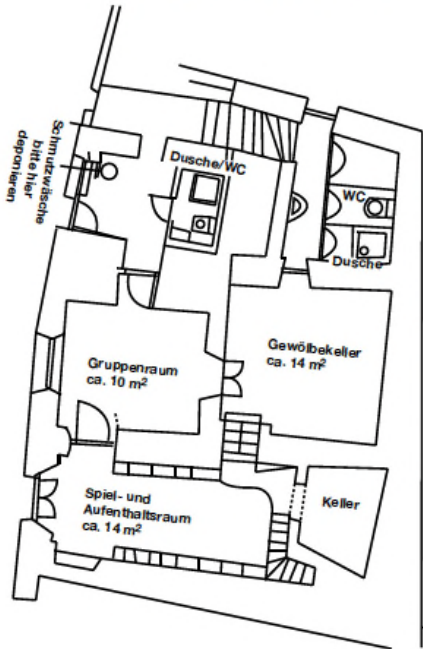 Dusche/WC
Schmutzwäsche
bitte hier
deponieren
WC
Dusche
Gewölbekeller
ca. 14 m²
Gruppenraum
ca. 10 m²
Keller
Spiel- und
Aufenthaltsraum
ca. 14 m²